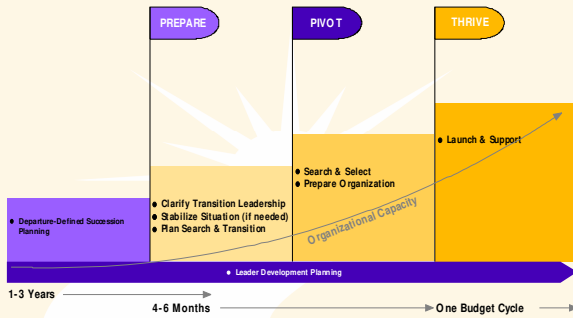 PREPARE
PIVOT
THRIVE
● Departure-Defined Succession
Planning
● Clarify Transition Leadership
● Stabilize Situation (if needed)
● Plan Search & Transition
● Search & Select
● Prepare Organization
● Launch & Support
Organizational Capacity
● Leader Development Planning
1-3 Years
4-6 Months
One Budget Cycle